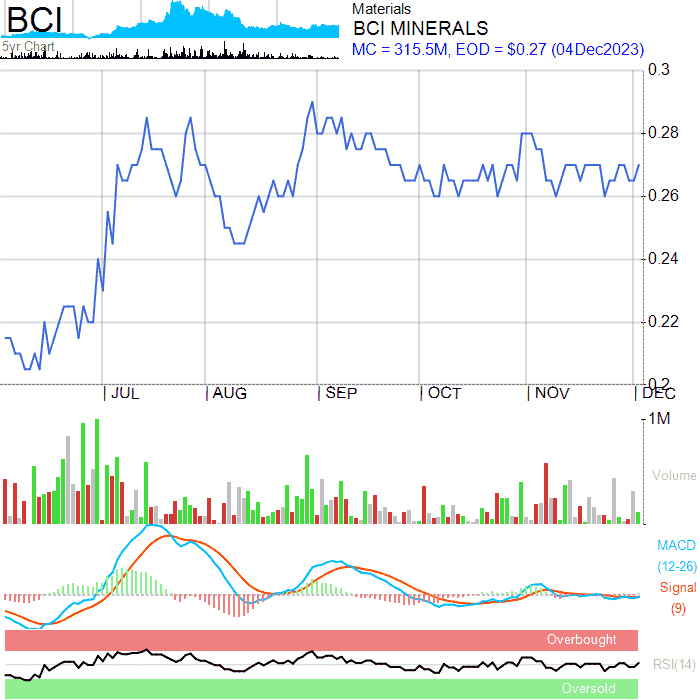 BCI
5yr Chart
Materials
BCI MINERALS
MC = 315.5M, EOD = $0.27 (04Dec2023)
0.3
0.28
0.26
0.24
0.22
0.2
JUL AUG SEP OCT NOV DEC
1M
Volume
MACD
(12-26)
Signal
(9)
Overbought
RSI(14)
Oversold